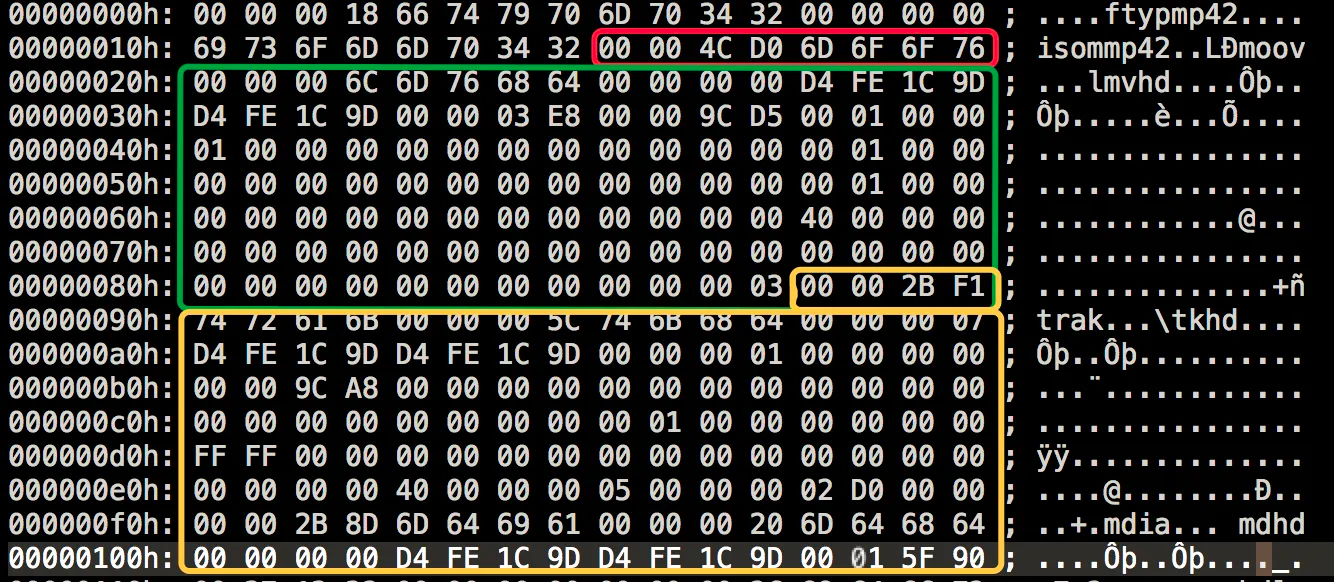 00000000h: 00 00 00 18 66 74 79 70 6D 70 34 32 00 00 00 00 ; ....ftypmp42....
00000010h: 69 73 6F 6D 6D 70 34 32 00 00 4C D0 6D 6F 6F 76 ; isommp42..LÐmoov
00000020h: 00 00 00 6C 6D 76 68 64 00 00 00 00 D4 FE 1C 9D ; ...lmvhd....Ôþ..
00000030h: D4 FE 1C 9D 00 00 03 E8 00 00 9C D5 00 01 00 00 ; Ôþ.....è...Õ....
00000040h: 01 00 00 00 00 00 00 00 00 00 00 00 00 01 00 00 ; ................
00000050h: 00 00 00 00 00 00 00 00 00 00 00 00 00 01 00 00 ; ................
00000060h: 00 00 00 00 00 00 00 00 00 00 00 00 40 00 00 00 ; ............@...
00000070h: 00 00 00 00 00 00 00 00 00 00 00 00 00 00 00 00 ; ................
00000080h: 00 00 00 00 00 00 00 00 00 00 00 03 00 00 2B F1 ; ..............+ñ
00000090h: 74 72 61 6B 00 00 00 5C 74 6B 68 64 00 00 00 07 ; trak...\tkhd....
000000a0h: D4 FE 1C 9D D4 FE 1C 9D 00 00 00 01 00 00 00 00 ; Ôþ..Ôþ..........
000000b0h: 00 00 9C A8 00 00 00 00 00 00 00 00 00 00 00 00 ; ...¨............
000000c0h: 00 00 00 00 00 00 00 00 00 01 00 00 00 00 00 00 ; ................
000000d0h: FF FF 00 00 00 00 00 00 00 00 00 00 00 00 00 00 ; ÿÿ..............
000000e0h: 00 00 00 00 40 00 00 00 05 00 00 00 02 D0 00 00 ; ....@........Ð..
000000f0h: 00 00 2B 8D 6D 64 69 61 00 00 00 20 6D 64 68 64 ; ..+.mdia... mdhd
00000100h: 00 00 00 00 D4 FE 1C 9D D4 FE 1C 9D 00 01 5F 90 ; ....Ôþ..Ôþ...._.